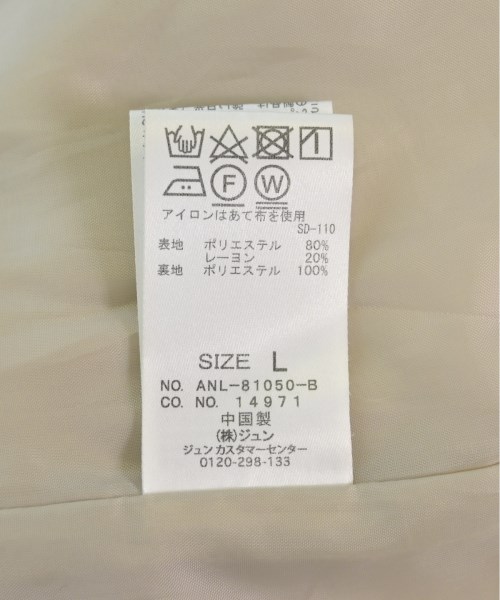 F W
アイロンはあて布を使用
SD-110
表地 ポリエステル 80%
レーヨン 20%
裏地 ポリエステル 100%
SIZE L
NO. ANL-81050-B
CO. NO. 14971
中国製
(株)ジュン
ジュンカスタマーセンター
0120-298-133